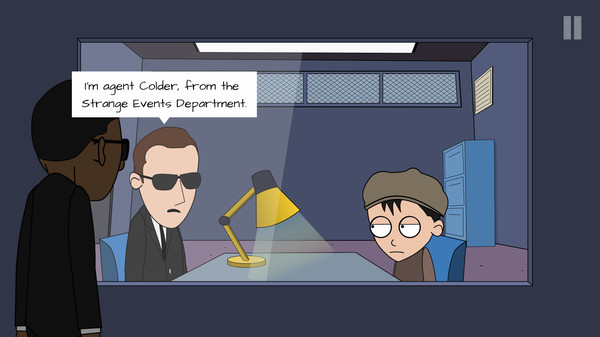 I'm agent Colder, from the
Strange Events Department.